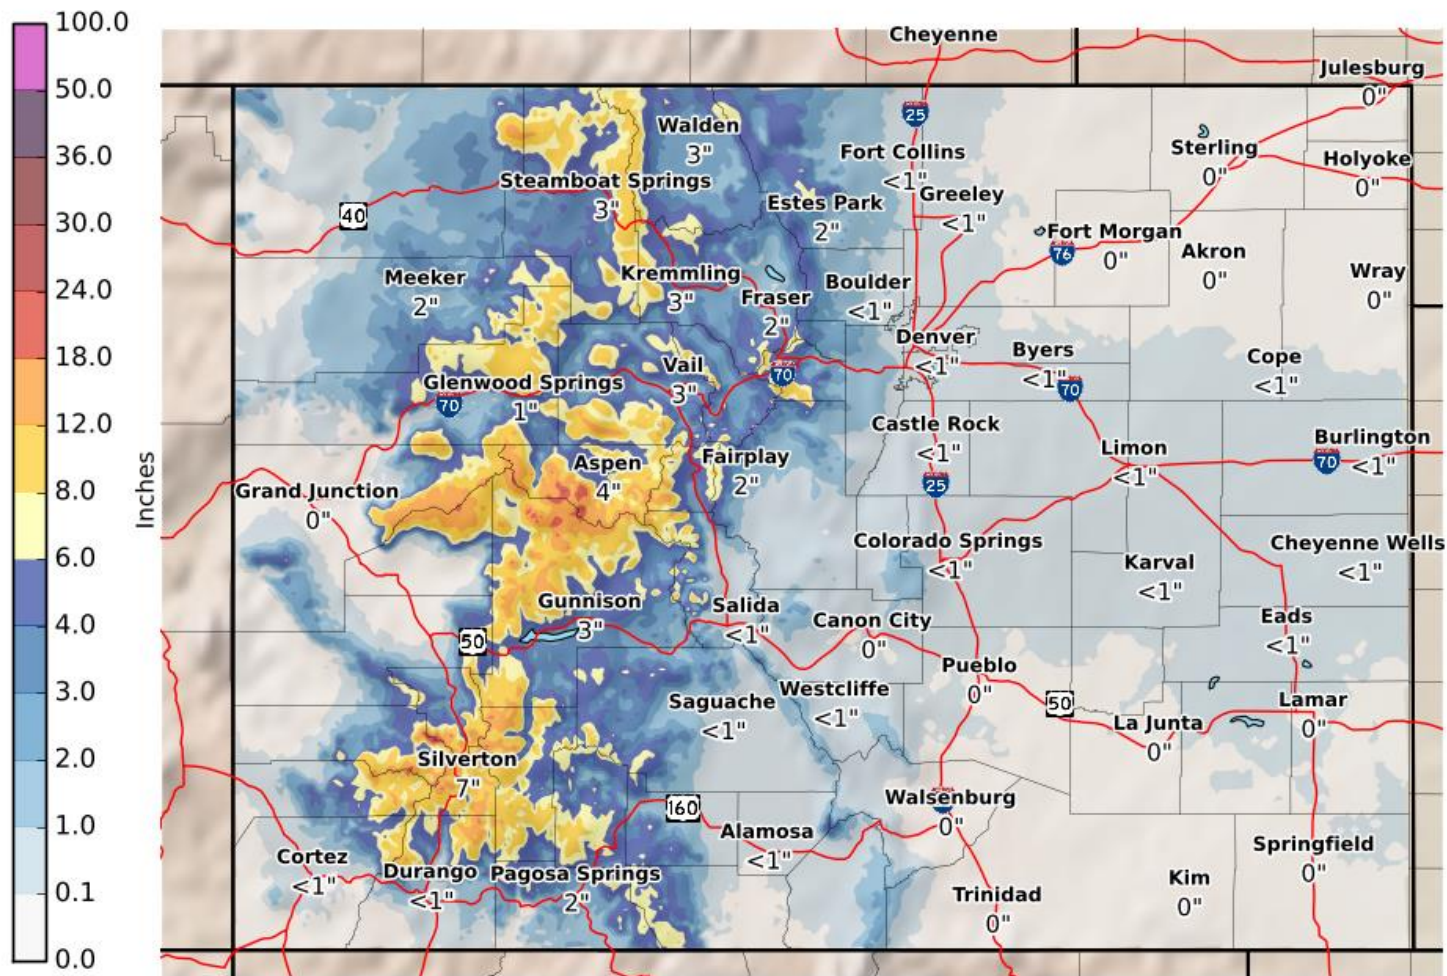 100.0
50.0
36.0
30.0
24.0
18.0
12.0
8.0
6.0
4.0
3.0
2.0
1.0
0.1
0.0
Inches
Cheyenne
Julesburg
0"
25
Walden
3"
Fort Collins
<1"
Sterling
0"
Holyoke
0"
Steamboat Springs
3"
40
Greeley
<1"
Estes Park
2"
Fort Morgan
0"
76
Akron
0"
Wray
0"
Meeker
2"
Kremmling
3"
Boulder
<1"
Fraser
2"
Denver
<1"
Byers
<1"
70
Cope
<1"
Vail
3"
70
Glenwood Springs
1"
70
Castle Rock
<1"
Limon
<1"
Burlington
<1"
70
Aspen
4"
Fairplay
2"
25
Grand Junction
0"
Colorado Springs
<1"
Cheyenne Wells
<1"
Karval
<1"
Gunnison
3"
50
Salida
<1"
Canon City
0"
Eads
<1"
Pueblo
0"
50
Saguache
<1"
Westcliffe
<1"
La Junta
0"
Lamar
0"
Silverton
7"
160
Walsenburg
0"
Alamosa
<1"
Springfield
0"
Cortez
<1"
Durango
<1"
Pagosa Springs
2"
Trinidad
0"
Kim
0"